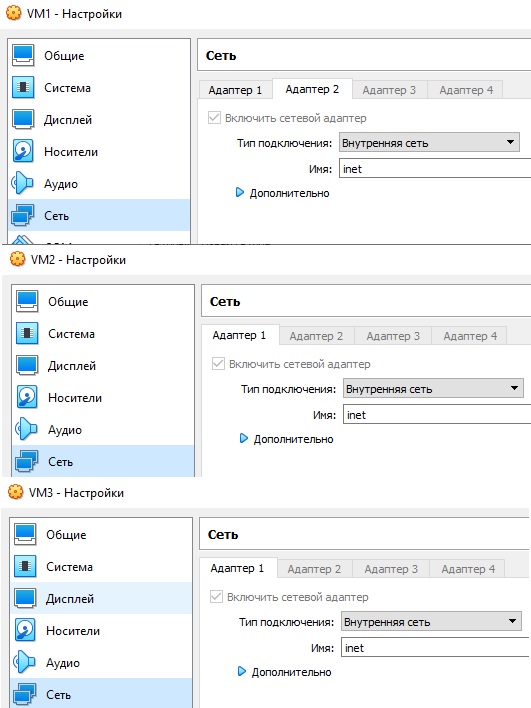 VM1 - Настройки
Общие
Система
Дисплей
Носители
Аудио
Сеть
Сеть
Адаптер 1 Адаптер 2 Адаптер 3 Адаптер 4
Включить сетевой адаптер
Тип подключения: Внутренняя сеть
Имя: inet
Дополнительно
VM2 - Настройки
Общие
Система
Дисплей
Носители
Аудио
Сеть
Сеть
Адаптер 1 Адаптер 2 Адаптер 3 Адаптер 4
Включить сетевой адаптер
Тип подключения: Внутренняя сеть
Имя: inet
Дополнительно
VM3 - Настройки
Общие
Система
Дисплей
Носители
Аудио
Сеть
Сеть
Адаптер 1 Адаптер 2 Адаптер 3 Адаптер 4
Включить сетевой адаптер
Тип подключения: Внутренняя сеть
Имя: inet
Дополнительно